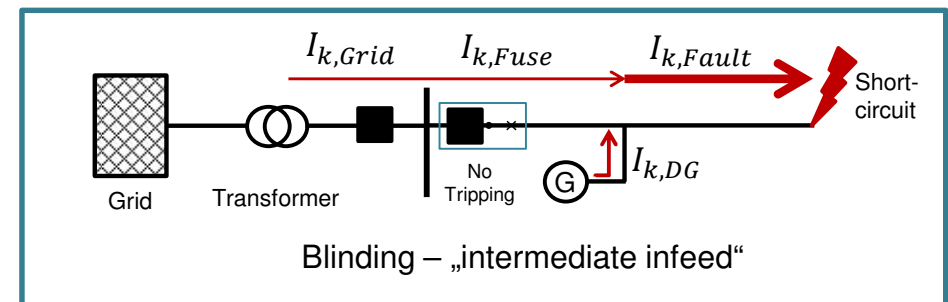 I_{k,Grid} I_{k,Fuse} I_{k,Fault}
Short-
circuit
I_{k,DG}
G
No
Tripping
Grid
Transformer
Blinding – „intermediate infeed“